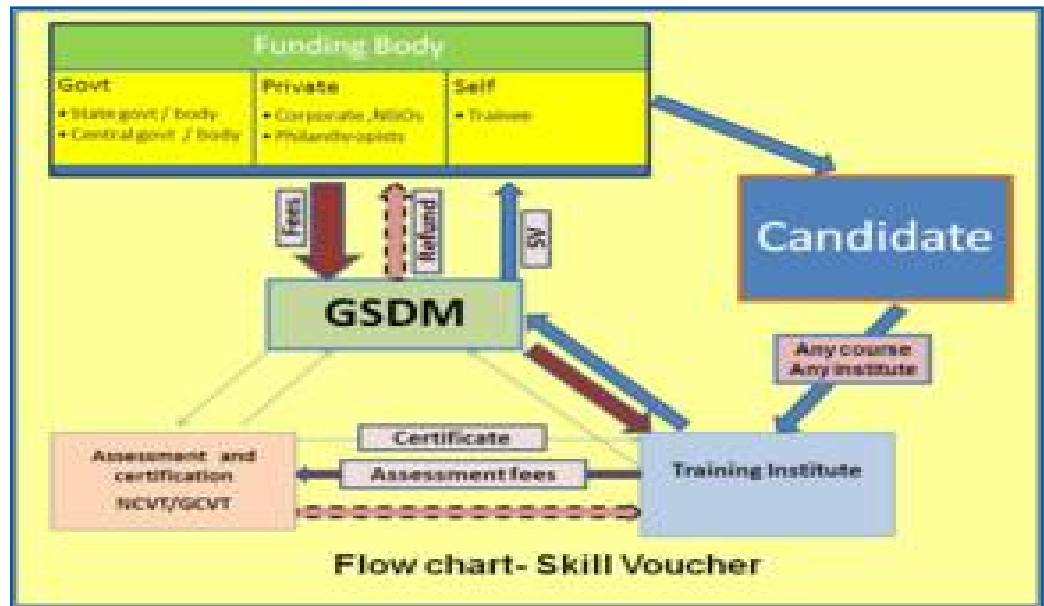 Funding Body
Govt
• State govt / body
• Central govt / body
Private
• Corporate, NGOs
• Philanthropists
Self
• Trainee
Fees
Refund
SV
Candidate
GSDM
Any course
Any institute
Assessment and
certification
NCVT/GCVT
Certificate
Assessment fees
Training Institute
Flow chart- Skill Voucher